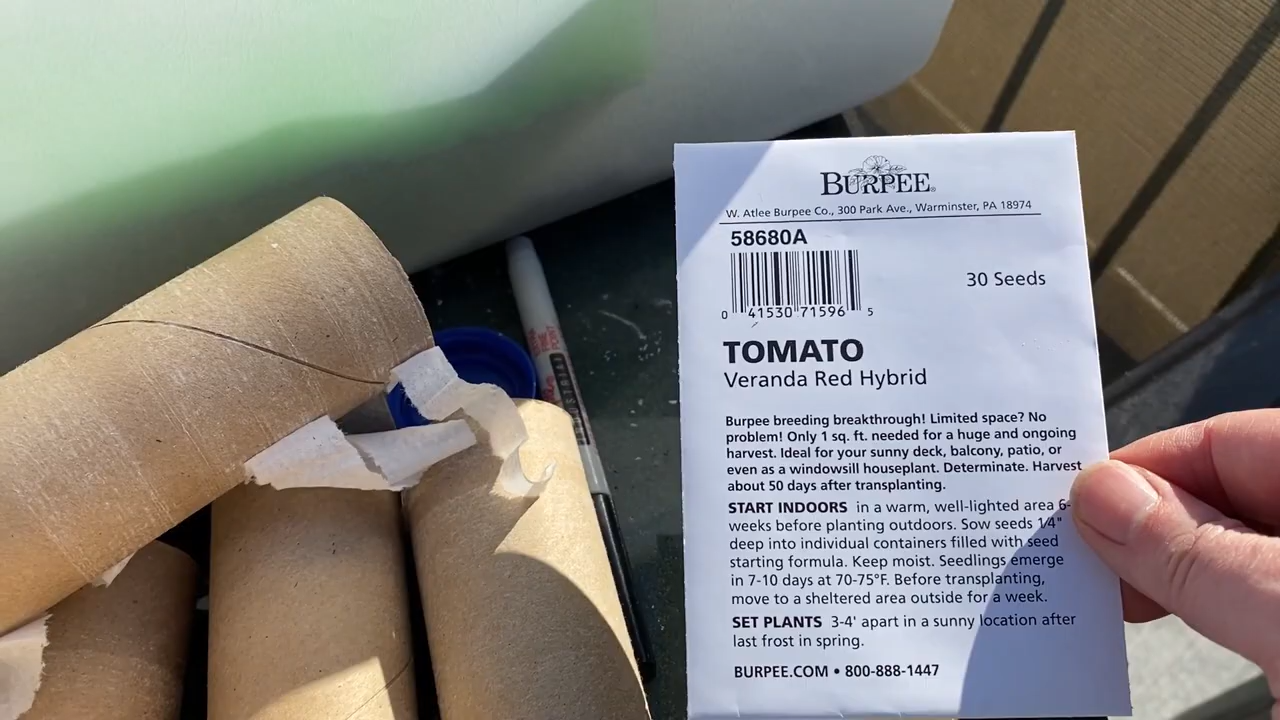 BURPEE®
W. Atlee Burpee Co., 300 Park Ave., Warminster, PA 18974
58680A
0 41530 71596 5
30 Seeds
TOMATO
Veranda Red Hybrid
Burpee breeding breakthrough! Limited space? No
problem! Only 1 sq. ft. needed for a huge and ongoing
harvest. Ideal for your sunny deck, balcony, patio, or
even as a windowsill houseplant. Determinate. Harvest
about 50 days after transplanting.
START INDOORS in a warm, well-lighted area 6-
weeks before planting outdoors. Sow seeds 1/4"
deep into individual containers filled with seed
starting formula. Keep moist. Seedlings emerge
in 7-10 days at 70-75°F. Before transplanting,
move to a sheltered area outside for a week.
SET PLANTS 3-4' apart in a sunny location after
last frost in spring.
BURPEE.COM • 800-888-1447